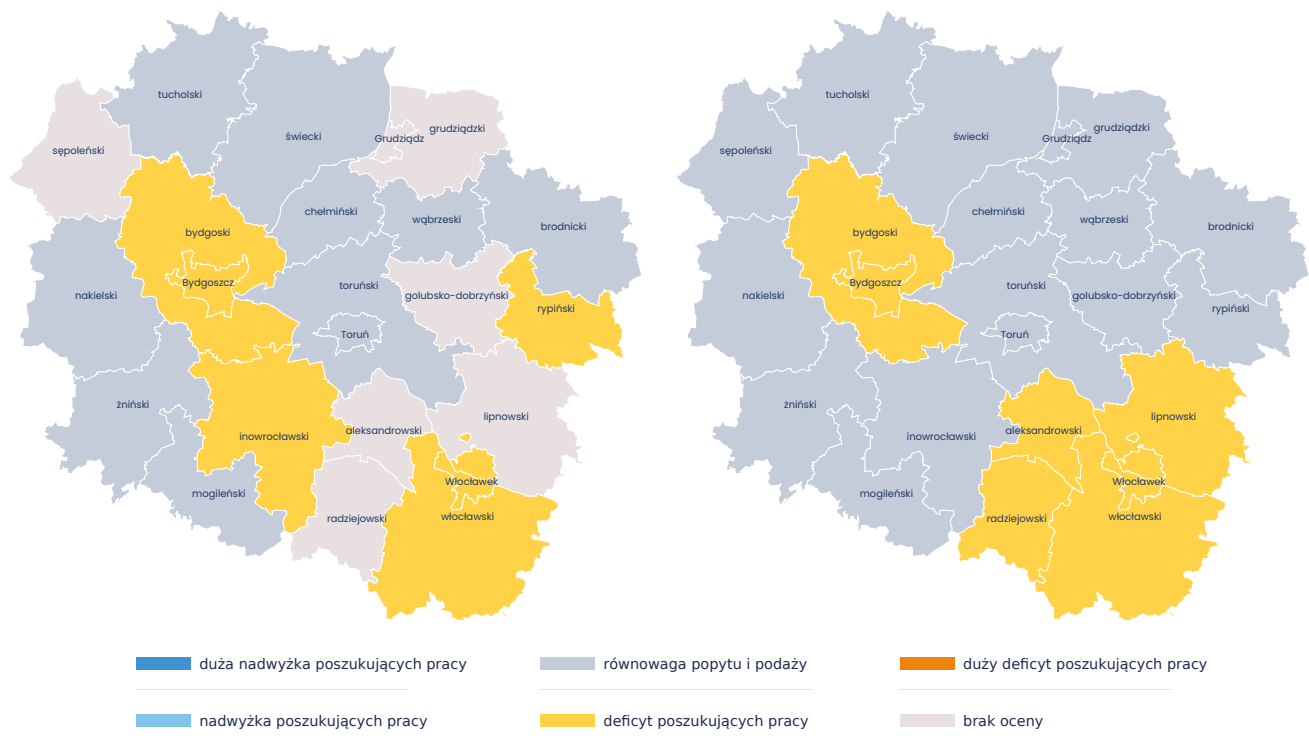 tucholski
świecki
grudziądzki
Grudziądz
sępoleński
chełmiński
wąbrzeski
brodnicki
bydgoski
Bydgoszcz
nakielski
toruński
golubsko-dobrzyński
rypiński
Toruń
żniński
lipnowski
inowrocławski
aleksandrowski
mogileński
Włocławek
radziejowski
włocławski
tucholski
świecki
grudziądzki
Grudziądz
sępoleński
chełmiński
wąbrzeski
brodnicki
bydgoski
Bydgoszcz
nakielski
toruński
golubsko-dobrzyński
rypiński
Toruń
żniński
lipnowski
inowrocławski
aleksandrowski
mogileński
Włocławek
radziejowski
włocławski
duża nadwyżka poszukujących pracy
równowaga popytu i podaży
duży deficyt poszukujących pracy
nadwyżka poszukujących pracy
deficyt poszukujących pracy
brak oceny